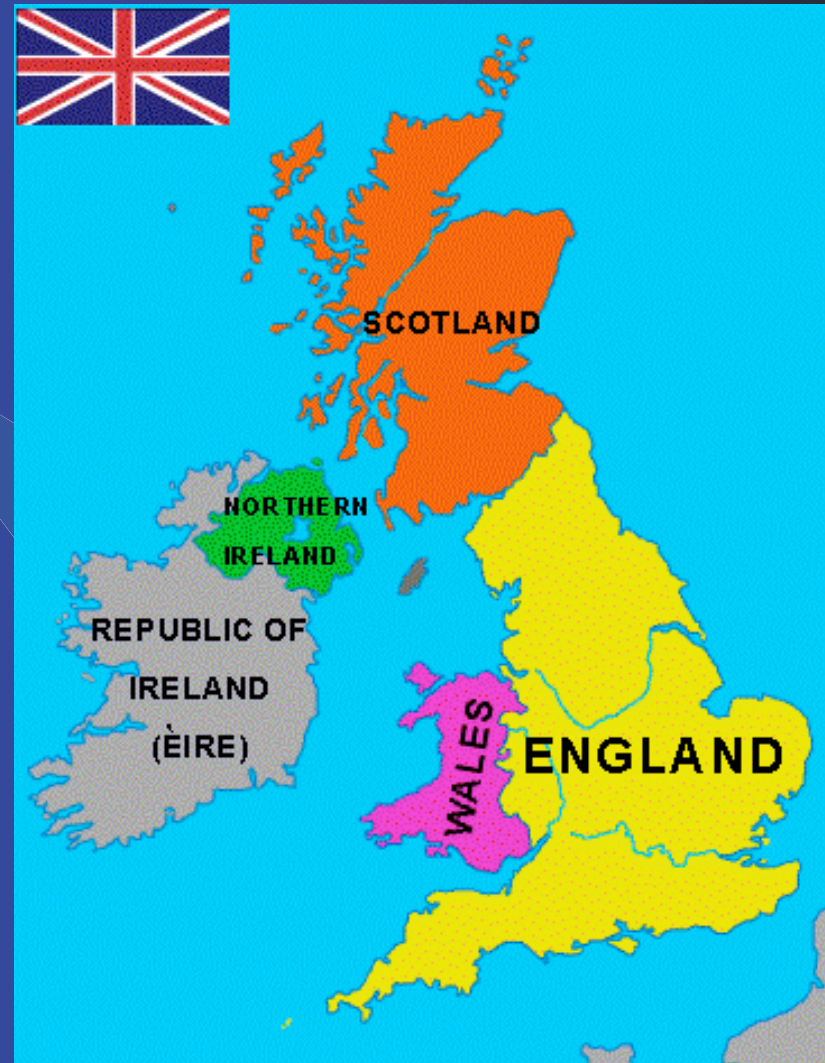 SCOTLAND
NORTHERN
IRELAND
REPUBLIC OF
IRELAND
(ÈIRE)
WALES
ENGLAND